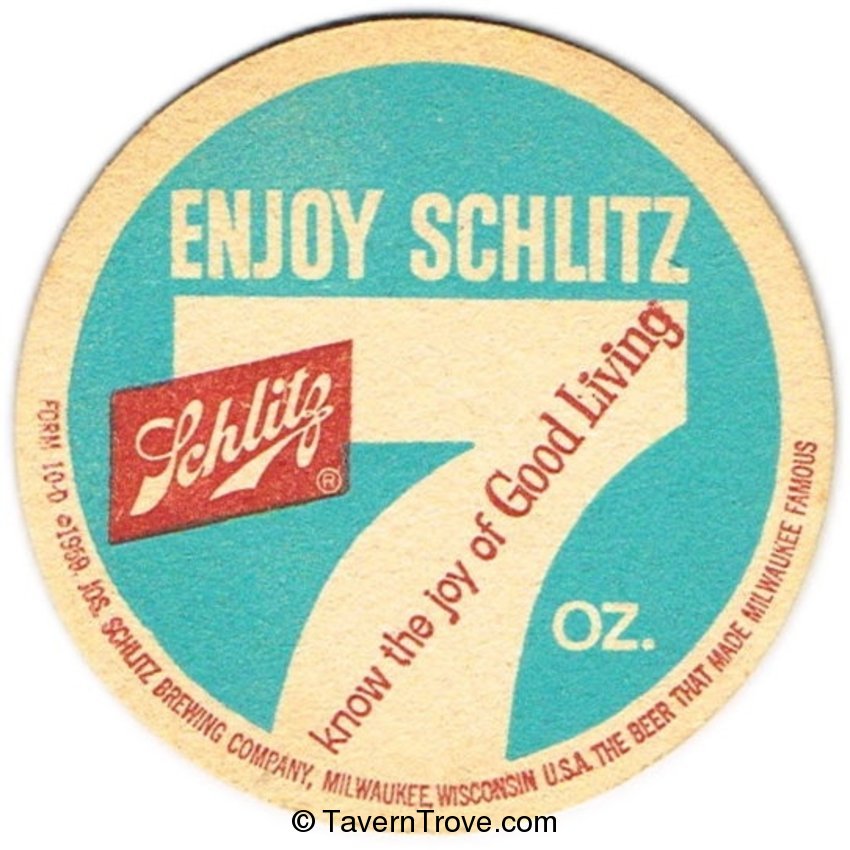 ENJOY SCHLITZ
7
Schlitz ®
know the joy of Good Living
OZ.
FORM 10-D ©1959, JOS. SCHLITZ BREWING COMPANY, MILWAUKEE, WISCONSIN U.S.A. THE BEER THAT MADE MILWAUKEE FAMOUS
© TavernTrove.com